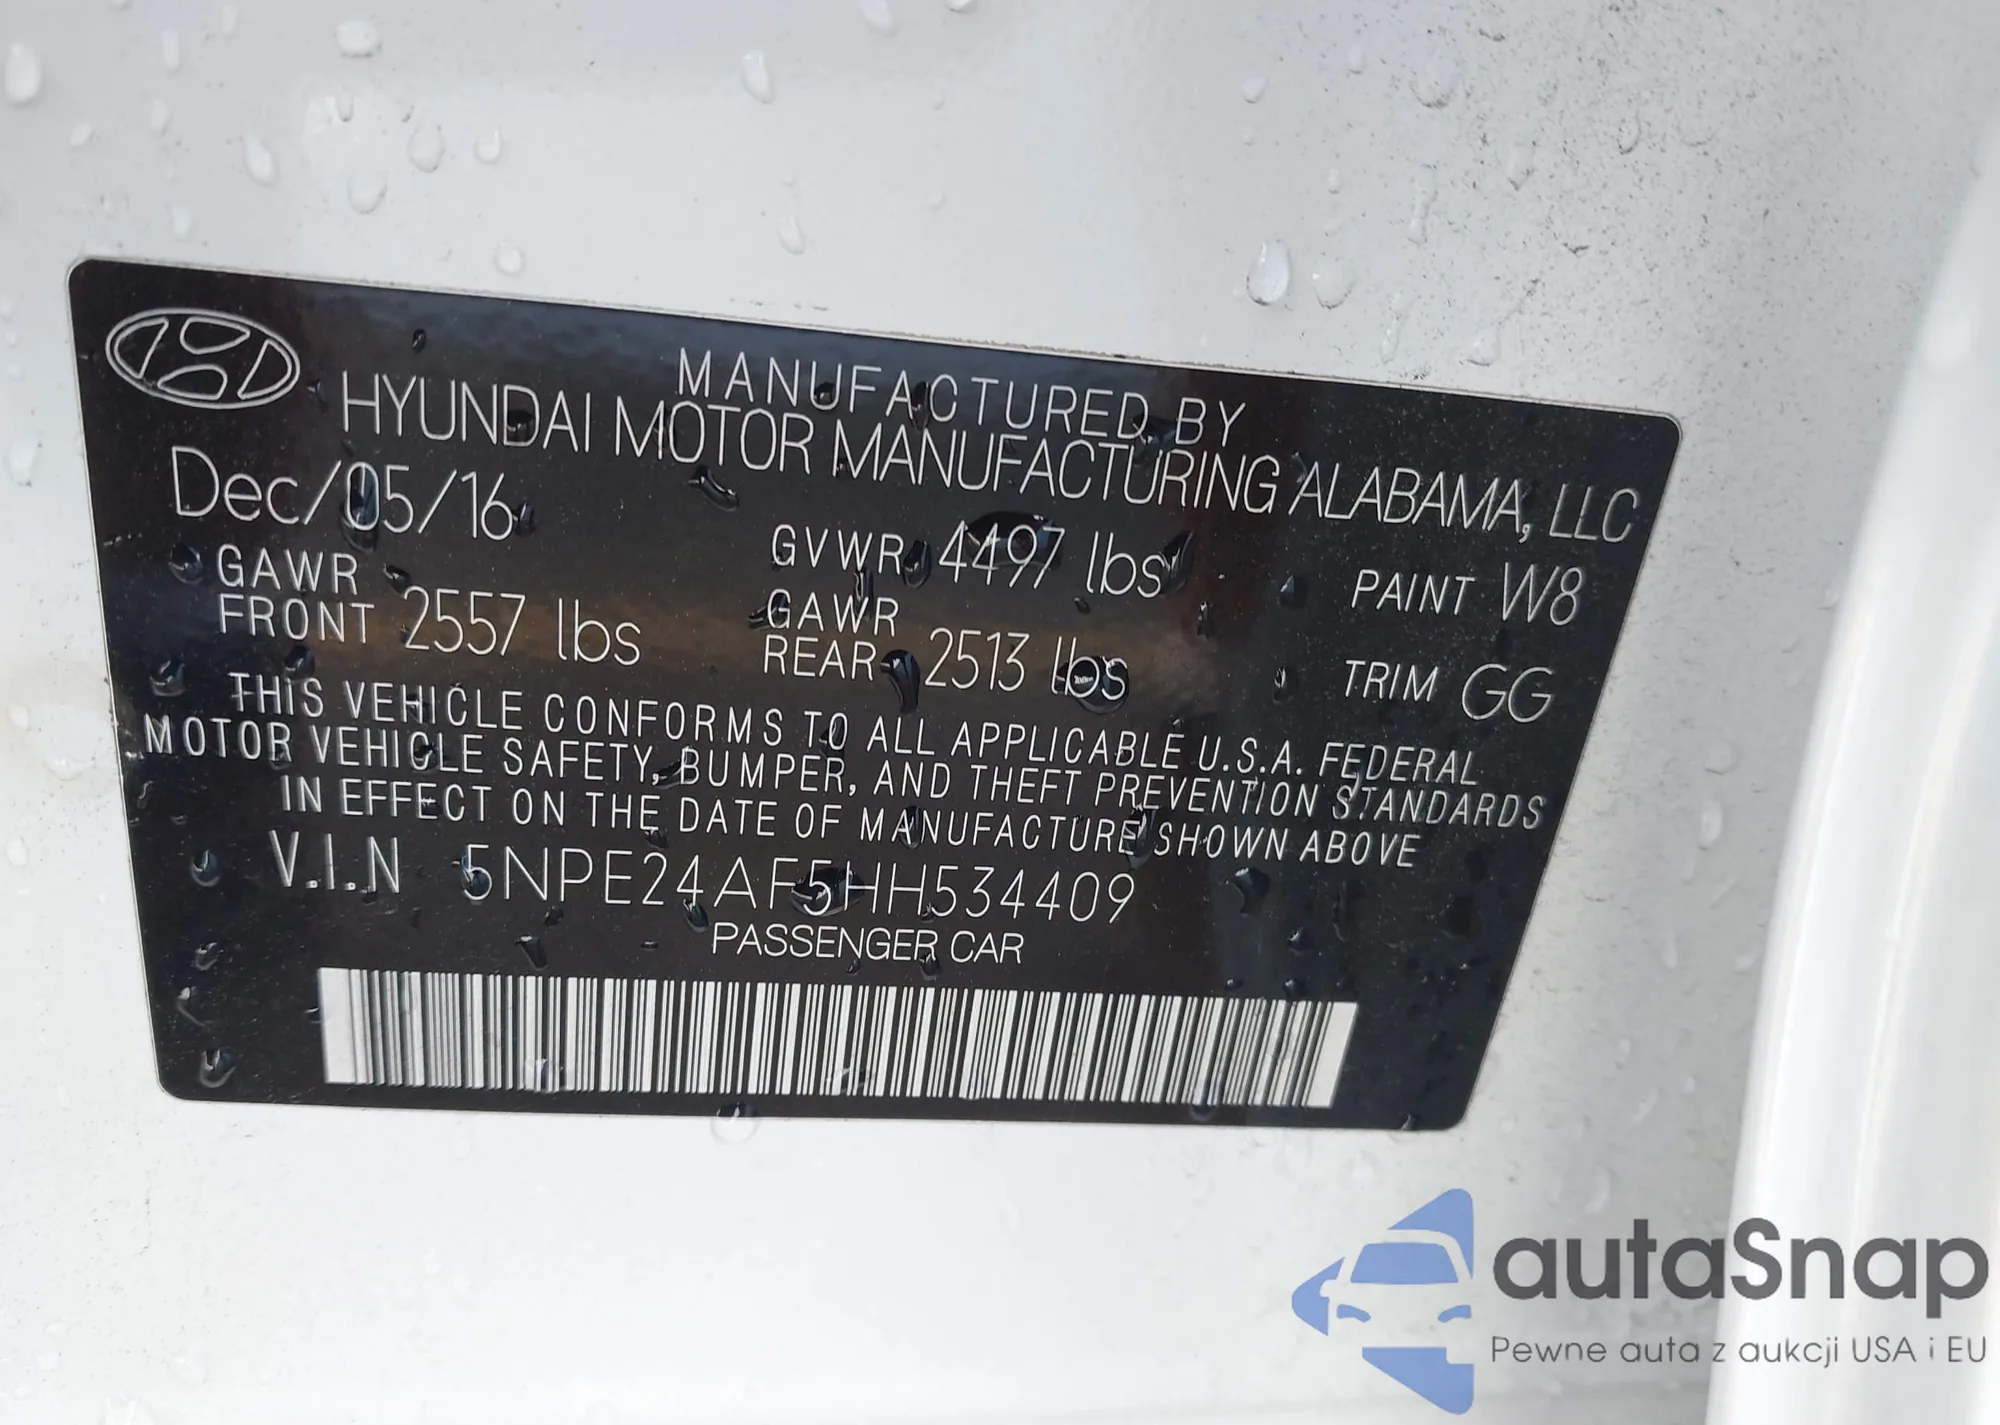 MANUFACTURED BY
HYUNDAI MOTOR MANUFACTURING ALABAMA, LLC
Dec/05/16
GVWR 4497 lbs
PAINT W8
GAWR
FRONT 2557 lbs
GAWR
REAR 2513 lbs
TRIM GG
THIS VEHICLE CONFORMS TO ALL APPLICABLE U.S.A. FEDERAL
MOTOR VEHICLE SAFETY, BUMPER, AND THEFT PREVENTION STANDARDS
IN EFFECT ON THE DATE OF MANUFACTURE SHOWN ABOVE
V.I.N 5NPE24AF5HH534409
PASSENGER CAR
autaSnap
Pewne auta z aukcji USA i EU